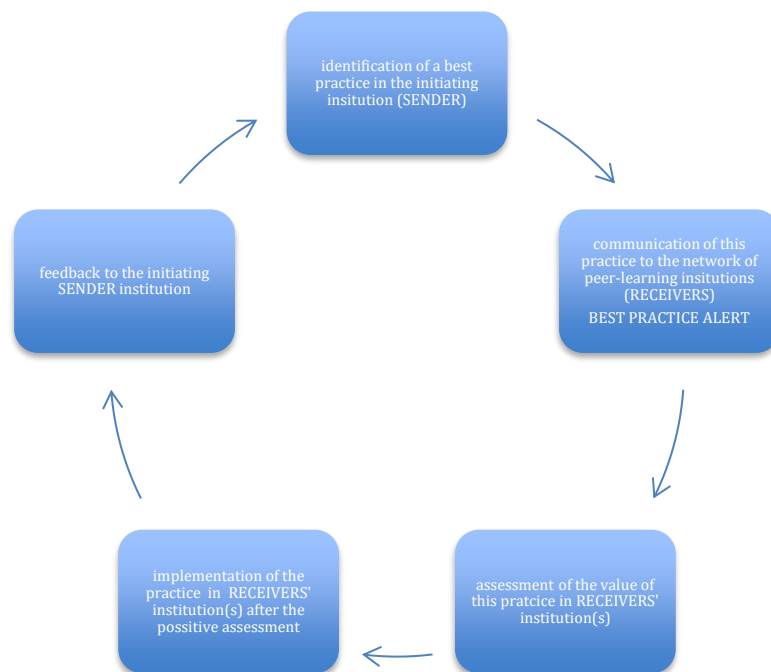 identification of a best
practice in the initiating
insitution (SENDER)
communication of this
practice to the network of
peer-learning insitutions
(RECEIVERS)
BEST PRACTICE ALERT
assessment of the value of
this pratcice in RECEIVERS'
institution(s)
implementation of the
practice in RECEIVERS'
institution(s) after the
possitive assessment
feedback to the initiating
SENDER institution